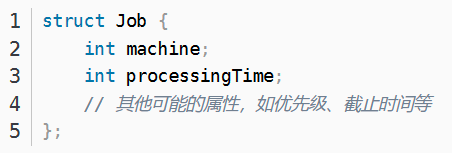 1 struct Job {
2     int machine;
3     int processingTime;
4     // 其他可能的属性，如优先级、截止时间等
5 };